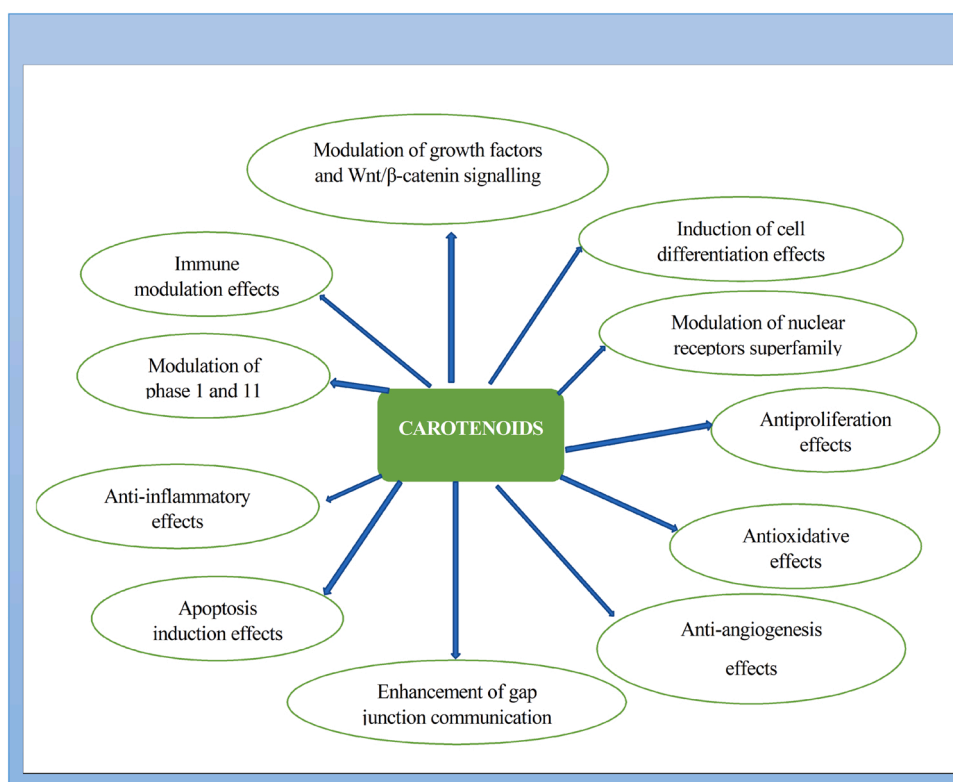 Modulation of growth factors
and Wnt/β-catenin signalling
Induction of cell
differentiation effects
Immune
modulation effects
Modulation of nuclear
receptors superfamily
Modulation of
phase 1 and 11
CAROTENOIDS
Antiproliferation
effects
Anti-inflammatory
effects
Antioxidative
effects
Apoptosis
induction effects
Anti-angiogenesis
effects
Enhancement of gap
junction communication